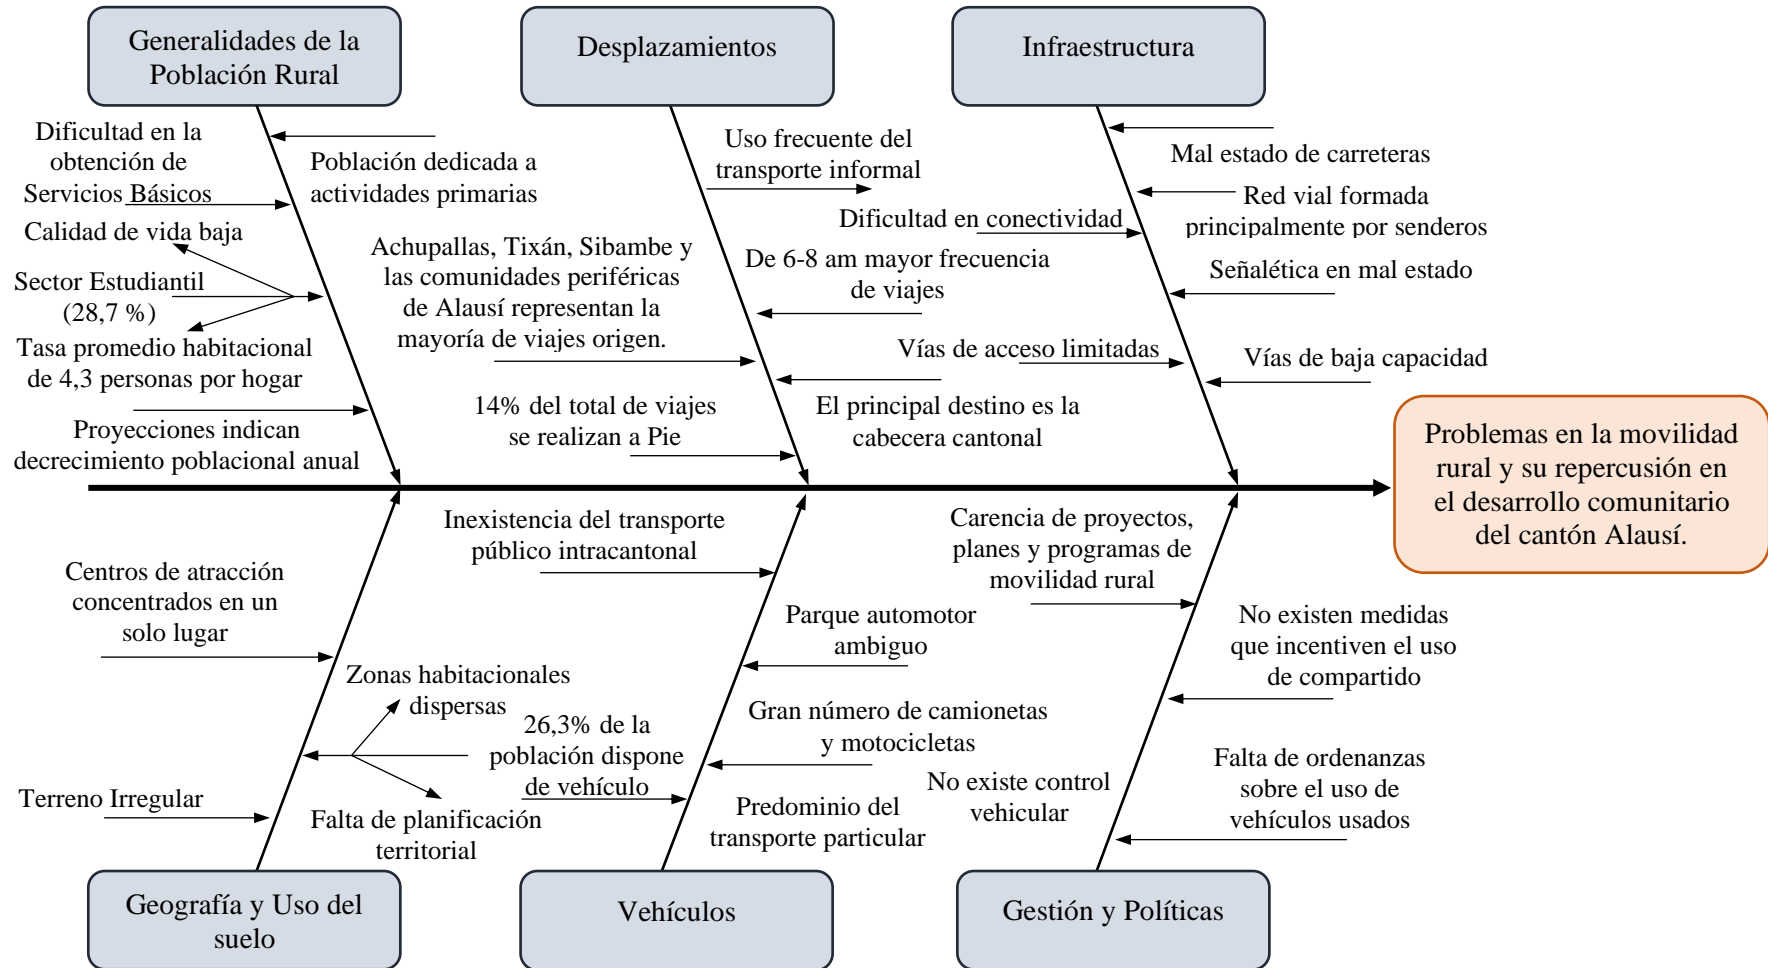 Generalidades de la
Población Rural
Desplazamientos
Infraestructura
Dificultad en la
obtención de
Servicios Básicos
Población dedicada a
actividades primarias
Calidad de vida baja
Sector Estudiantil
(28,7 %)
Tasa promedio habitacional
de 4,3 personas por hogar
Proyecciones indican
decrecimiento poblacional anual
Uso frecuente del
transporte informal
Achupallas, Tixán, Sibambe y
las comunidades periféricas
de Alausí representan la
mayoría de viajes origen.
De 6-8 am mayor frecuencia
de viajes
14% del total de viajes
se realizan a Pie
El principal destino es la
cabecera cantonal
Mal estado de carreteras
Red vial formada
principalmente por senderos
Dificultad en conectividad
Señalética en mal estado
Vías de acceso limitadas
Vías de baja capacidad
Problemas en la movilidad
rural y su repercusión en
el desarrollo comunitario
del cantón Alausí.
Centros de atracción
concentrados en un
solo lugar
Zonas habitacionales
dispersas
Terreno Irregular
Falta de planificación
territorial
Inexistencia del transporte
público intracantonal
Parque automotor
ambiguo
26,3% de la
población dispone
de vehículo
Gran número de camionetas
y motocicletas
Predominio del
transporte particular
Carencia de proyectos,
planes y programas de
movilidad rural
No existen medidas
que incentiven el uso
de compartido
No existe control
vehicular
Falta de ordenanzas
sobre el uso de
vehículos usados
Geografía y Uso del
suelo
Vehículos
Gestión y Políticas